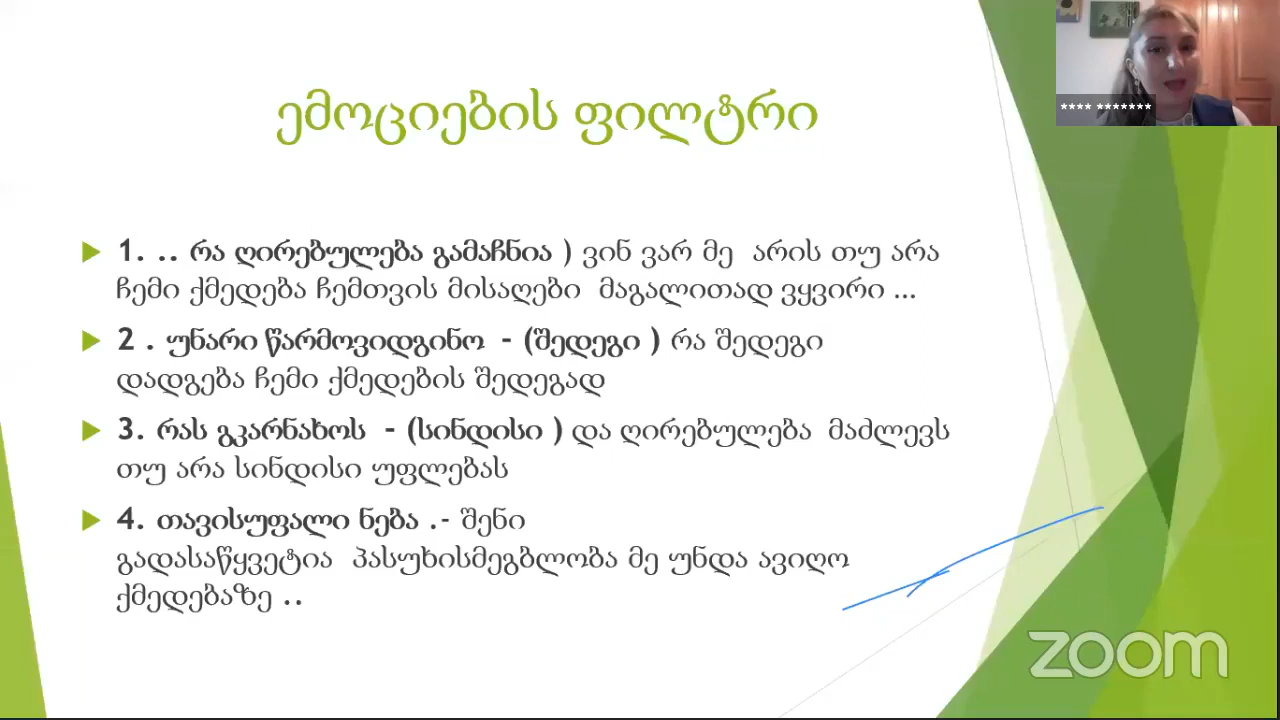 ემოციების ფილტრი
**** *******
1. .. რა ღირებულება გამაჩნია ) ვინ ვარ მე არის თუ არა
ჩემი ქმედება ჩემთვის მისაღები მაგალითად ვყვირი ...
2 . უნარი წარმოვიდგინო - (შედეგი ) რა შედეგი
დადგება ჩემი ქმედების შედეგად
3. რას გკარნახოს - (სინდისი ) და ღირებულება მაძლევს
თუ არა სინდისი უფლებას
4. თავისუფალი ნება .- შენი
გადასაწყვეტია პასუხისმეგბლობა მე უნდა ავიღო
ქმედებაზე ..
zoom